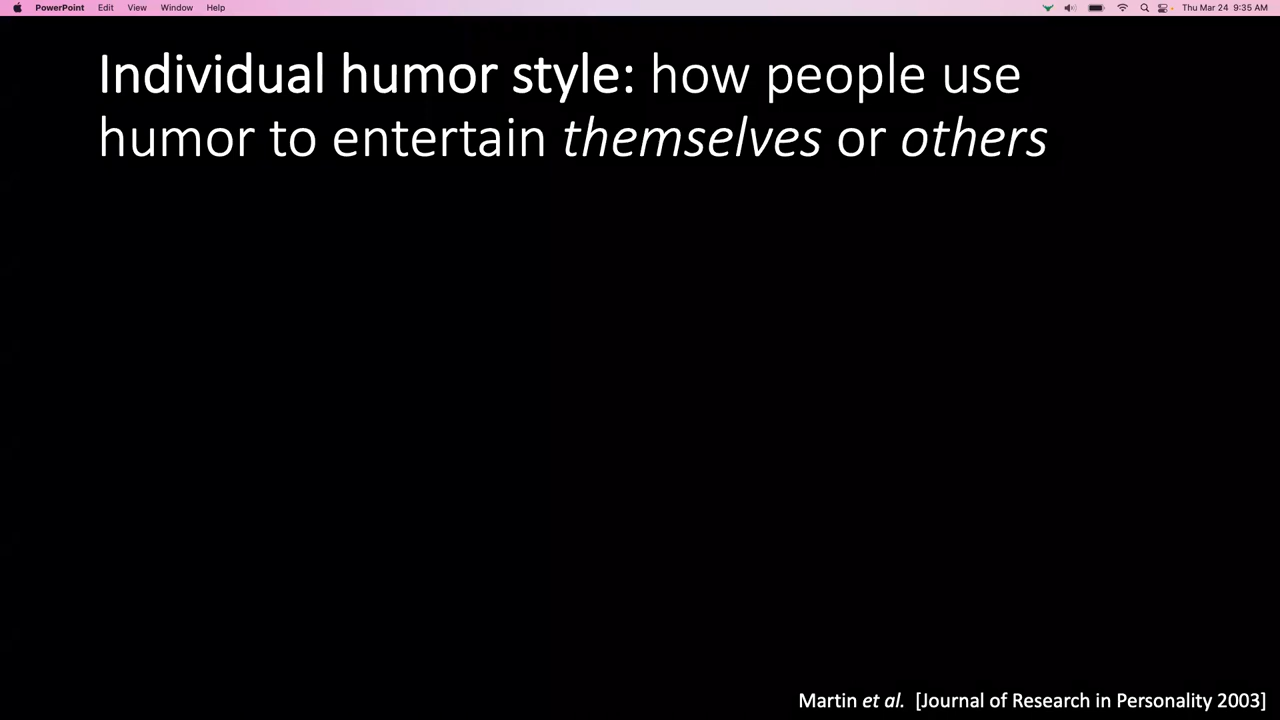 PowerPoint Edit View Window Help Thu Mar 24 9:35 AM
Individual humor style: how people use
humor to entertain themselves or others
Martin et al. [Journal of Research in Personality 2003]